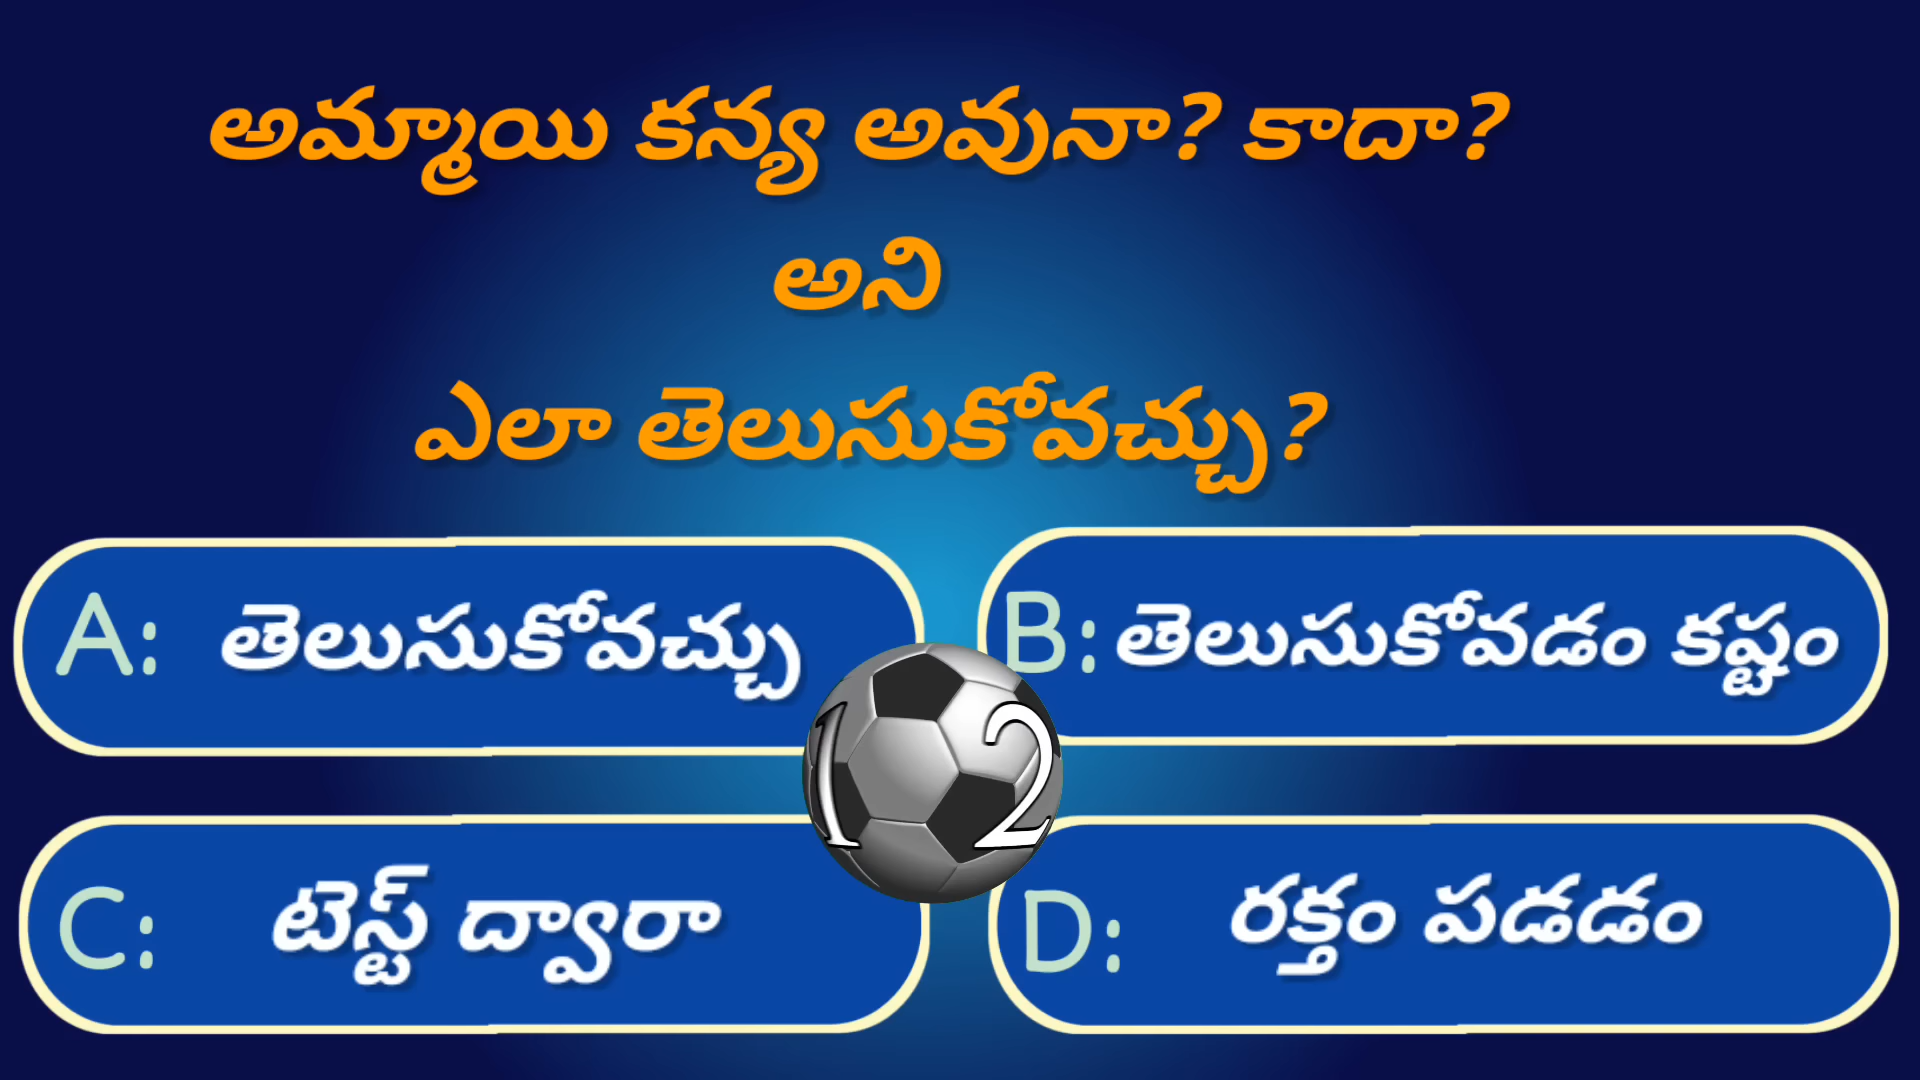 అమ్మాయి కన్య అవునా? కాదా?
అని
ఎలా తెలుసుకోవచ్చు?
A: తెలుసుకోవచ్చు
B: తెలుసుకోవడం కష్టం
12
C: టెస్ట్ ద్వారా
D: రక్తం పడడం